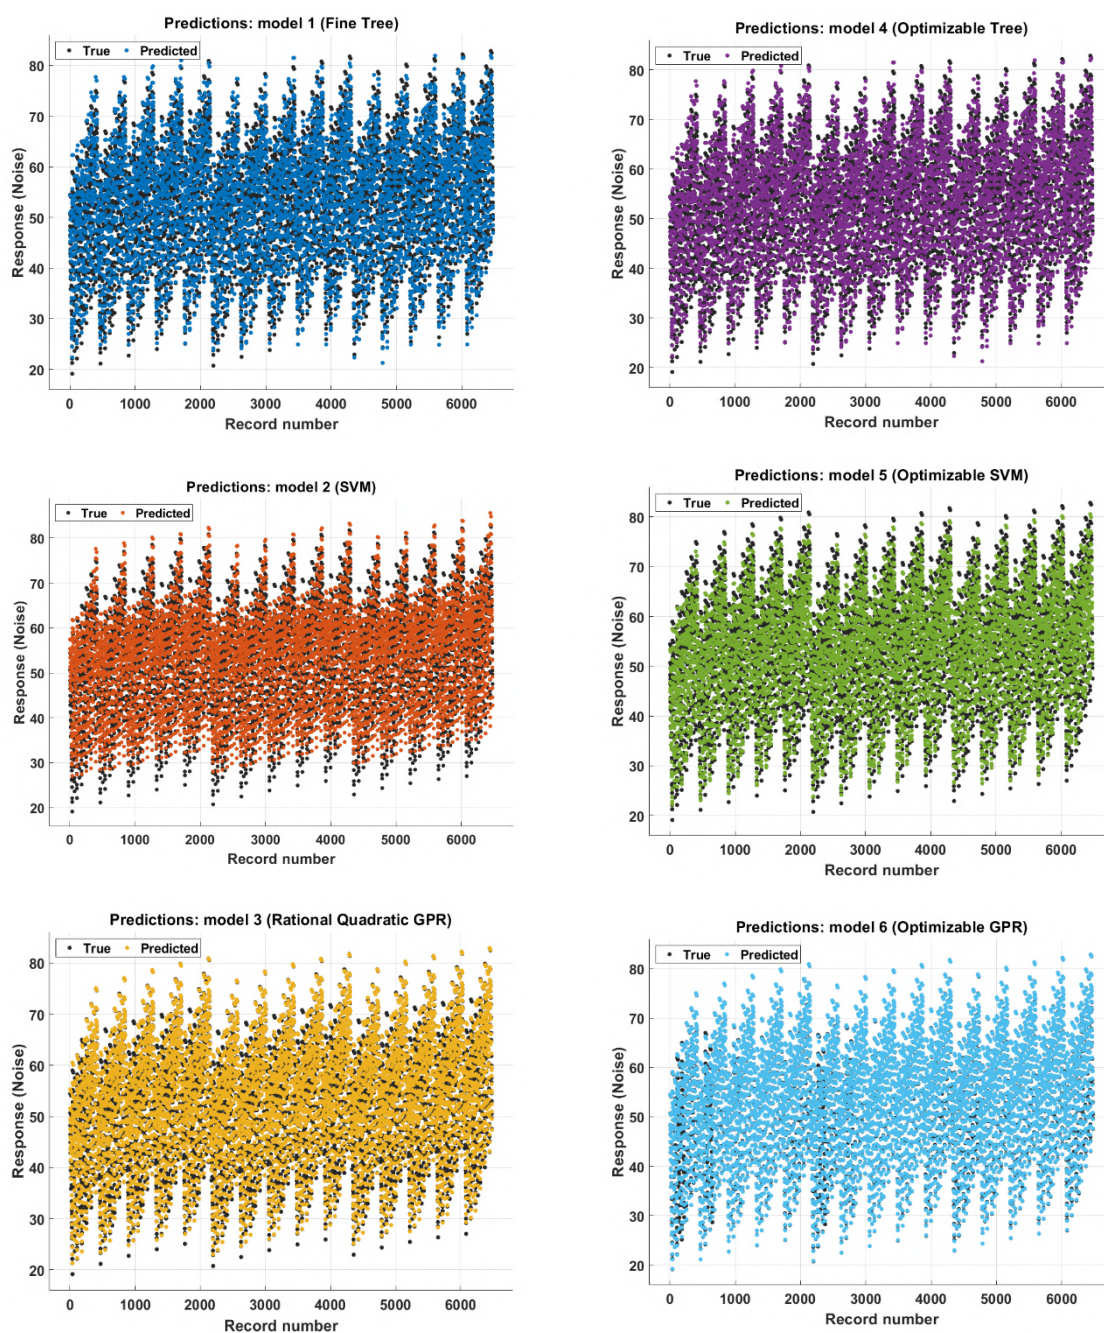 Predictions: model 1 (Fine Tree)
True Predicted
80
70
60
50
40
30
20
Response (Noise)
0 1000 2000 3000 4000 5000 6000
Record number
Predictions: model 4 (Optimizable Tree)
True Predicted
80
70
60
50
40
30
20
Response (Noise)
0 1000 2000 3000 4000 5000 6000
Record number
Predictions: model 2 (SVM)
True Predicted
80
70
60
50
40
30
20
Response (Noise)
0 1000 2000 3000 4000 5000 6000
Record number
Predictions: model 5 (Optimizable SVM)
True Predicted
80
70
60
50
40
30
20
Response (Noise)
0 1000 2000 3000 4000 5000 6000
Record number
Predictions: model 3 (Rational Quadratic GPR)
True Predicted
80
70
60
50
40
30
20
Response (Noise)
0 1000 2000 3000 4000 5000 6000
Record number
Predictions: model 6 (Optimizable GPR)
True Predicted
80
70
60
50
40
30
20
Response (Noise)
0 1000 2000 3000 4000 5000 6000
Record number